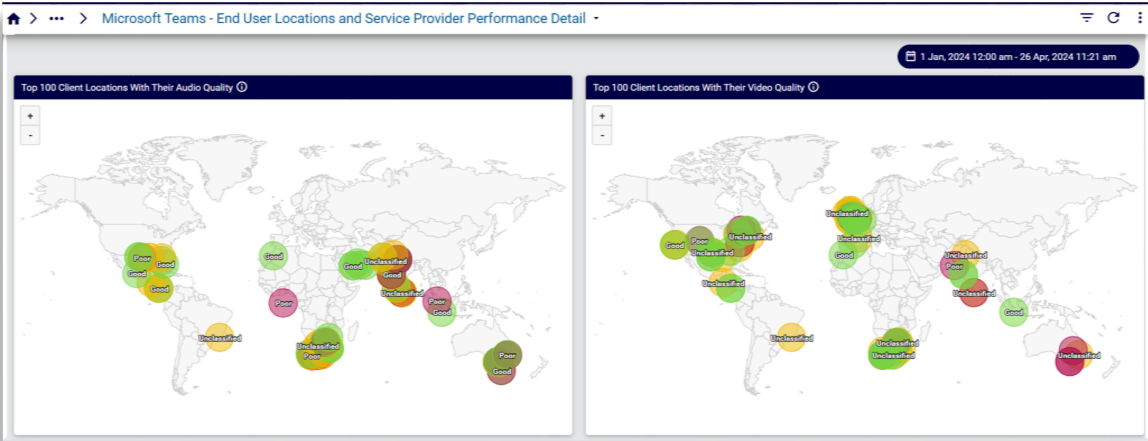 Microsoft Teams - End User Locations and Service Provider Performance Detail
1 Jan, 2024 12:00 am - 26 Apr, 2024 11:21 am
Top 100 Client Locations With Their Audio Quality
+
-
Poor
Good
Good
Good
Good
Good
Unclassified
Good
Unclassified
Poor
Poor
Good
Unclassified
Unclassified
Poor
Poor
Good
Top 100 Client Locations With Their Video Quality
+
-
Unclassified
Unclassified
Poor
Good
Unclassified
Unclassified
Good
Unclassified
Poor
Unclassified
Unclassified
Good
Unclassified
Unclassified
Unclassified
Unclassified